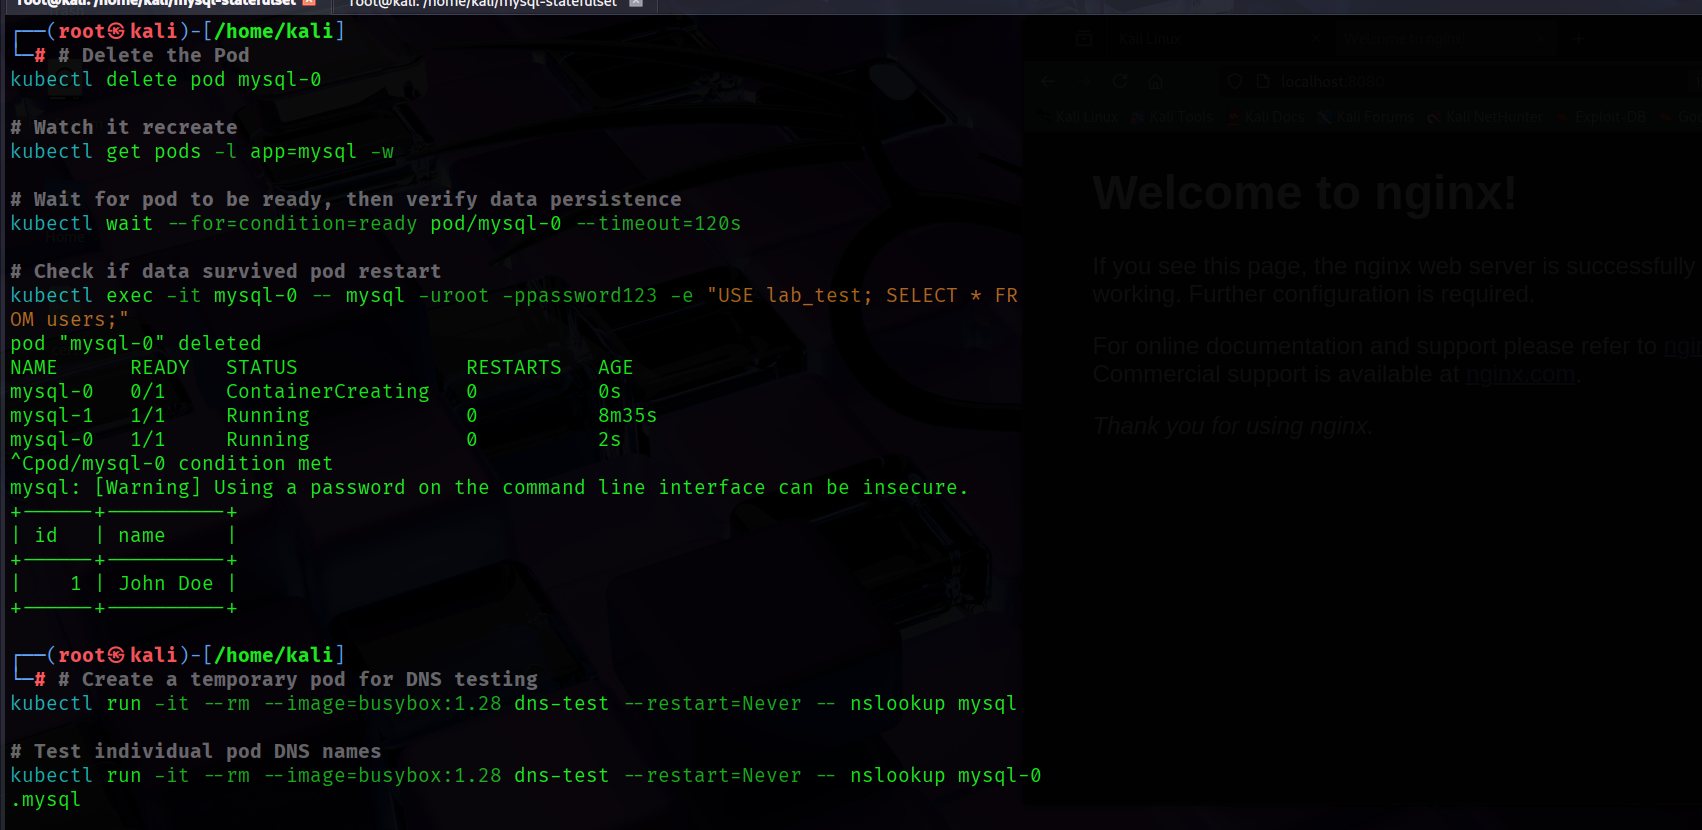 root@kali: /home/kali/mysql-statefulset
root@kali: /home/kali/mysql-statefulset
┌──(root㉿kali)-[/home/kali]
└─# # Delete the Pod
kubectl delete pod mysql-0
# Watch it recreate
kubectl get pods -l app=mysql -w
# Wait for pod to be ready, then verify data persistence
kubectl wait --for=condition=ready pod/mysql-0 --timeout=120s
# Check if data survived pod restart
kubectl exec -it mysql-0 -- mysql -uroot -ppassword123 -e "USE lab_test; SELECT * FR
OM users;"
pod "mysql-0" deleted
NAME      READY   STATUS              RESTARTS   AGE
mysql-0   0/1     ContainerCreating   0          0s
mysql-1   1/1     Running             0          8m35s
mysql-0   1/1     Running             0          2s
^Cpod/mysql-0 condition met
mysql: [Warning] Using a password on the command line interface can be insecure.
+------+----------+
| id   | name     |
+------+----------+
|    1 | John Doe |
+------+----------+
┌──(root㉿kali)-[/home/kali]
└─# # Create a temporary pod for DNS testing
kubectl run -it --rm --image=busybox:1.28 dns-test --restart=Never -- nslookup mysql
# Test individual pod DNS names
kubectl run -it --rm --image=busybox:1.28 dns-test --restart=Never -- nslookup mysql-0
.mysql
Kali Linux
Kali Linux Kali Tools Kali Docs Kali Forums Kali NetHunter Exploit-DB
Welcome to nginx!
If you see this page, the nginx web server is successfully
working. Further configuration is required.
For online documentation and support please refer to
Commercial support is available at nginx.com.
Thank you for using nginx.